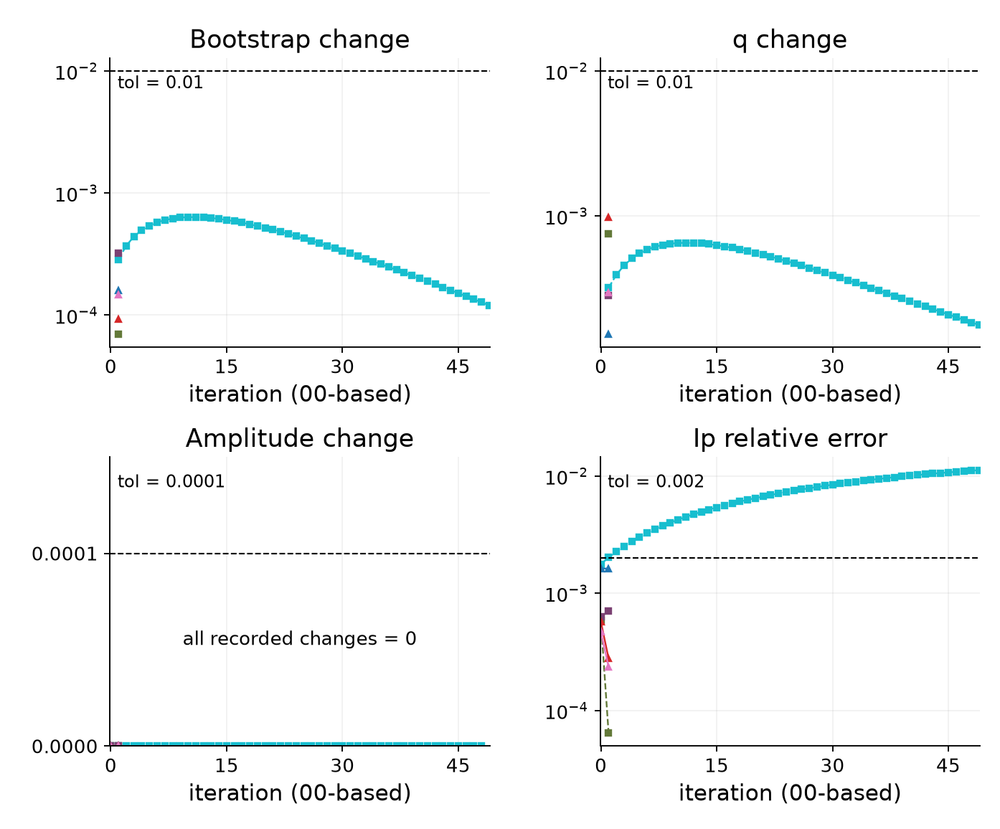 Bootstrap change
10⁻²
tol = 0.01
10⁻³
10⁻⁴
0 15 30 45
iteration (00-based)
q change
10⁻²
tol = 0.01
10⁻³
0 15 30 45
iteration (00-based)
Amplitude change
tol = 0.0001
0.0001
all recorded changes = 0
0.0000
0 15 30 45
iteration (00-based)
Ip relative error
10⁻²
tol = 0.002
10⁻³
10⁻⁴
0 15 30 45
iteration (00-based)